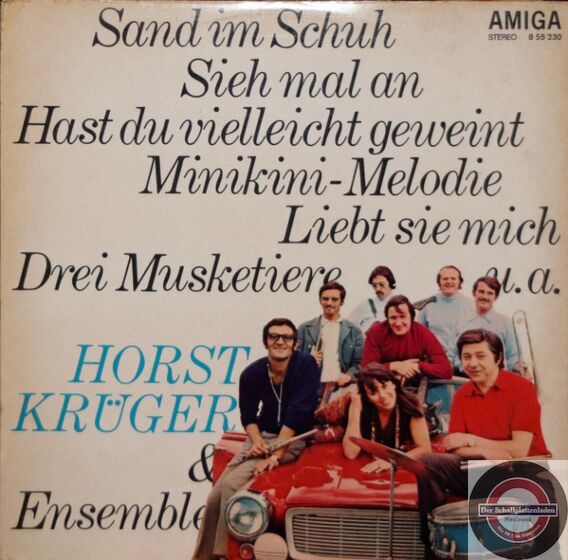 AMIGA
STEREO 8 55 230
Sand im Schuh
Sieh mal an
Hast du vielleicht geweint
Minikini-Melodie
Liebt sie mich
Drei Musketiere u.a.
HORST
KRÜGER
&
Ensemble
Der Schallplattenladen
Stralsund